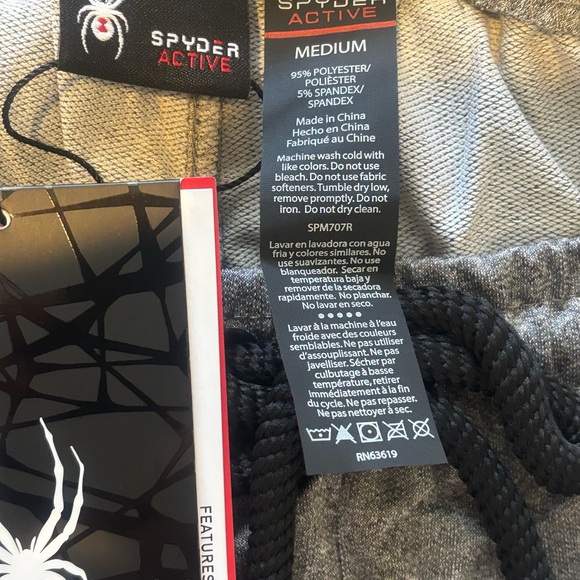 SPYDER
ACTIVE
SPYDER
ACTIVE
MEDIUM
95% POLYESTER/
POLIÈSTER
5% SPANDEX/
SPANDEX
Made in China
Hecho en China
Fabriqué au Chine
Machine wash cold with
like colors. Do not use
bleach. Do not use fabric
softeners. Tumble dry low,
remove promptly. Do not
iron. Do not dry clean.
SPM707R
Lavar en lavadora con agua
fria y colores similares. No
use suavizantes. No use
blanqueador. Secar en
temperatura baja y
remover de la secadora
rapidamente. No planchar.
No lavar en seco.
Lavar à la machine à l'eau
froide avec des couleurs
semblables. Ne pas utiliser
d'assouplissant. Ne pas
javelliser. Sécher par
culbutage à basse
température, retirer
immédiatement à la fin
du cycle. Ne pas repasser.
Ne pas nettoyer à sec.
RN63619
FEATURES